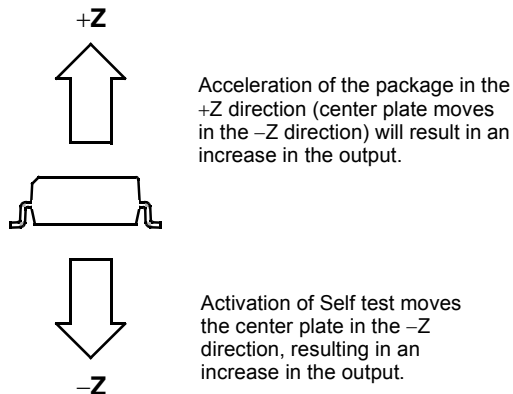 +Z
Acceleration of the package in the
+Z direction (center plate moves
in the −Z direction) will result in an
increase in the output.
Activation of Self test moves
the center plate in the −Z
direction, resulting in an
increase in the output.
−Z